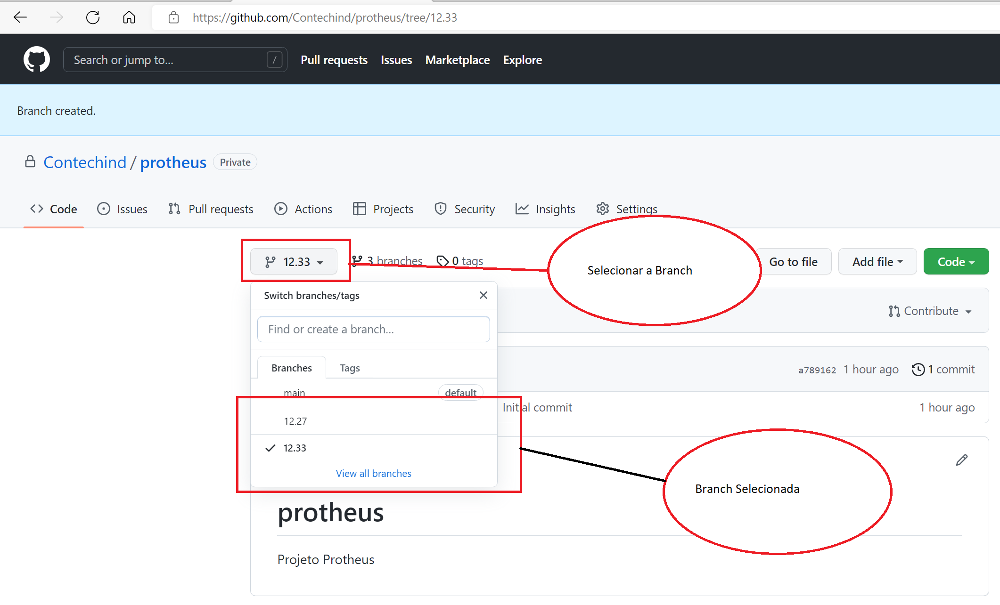 https://github.com/Contechind/protheus/tree/12.33
Search or jump to... /
Pull requests Issues Marketplace Explore
Branch created.
Contechind / protheus Private
Code Issues Pull requests Actions Projects Security Insights Settings
12.33 3 branches 0 tags Selecionar a Branch Go to file Add file Code
Switch branches/tags
Contribute
Find or create a branch...
Branches Tags
a789162 1 hour ago 1 commit
main default
Initial commit 1 hour ago
12.27
12.33
View all branches
Branch Selecionada
protheus
Projeto Protheus